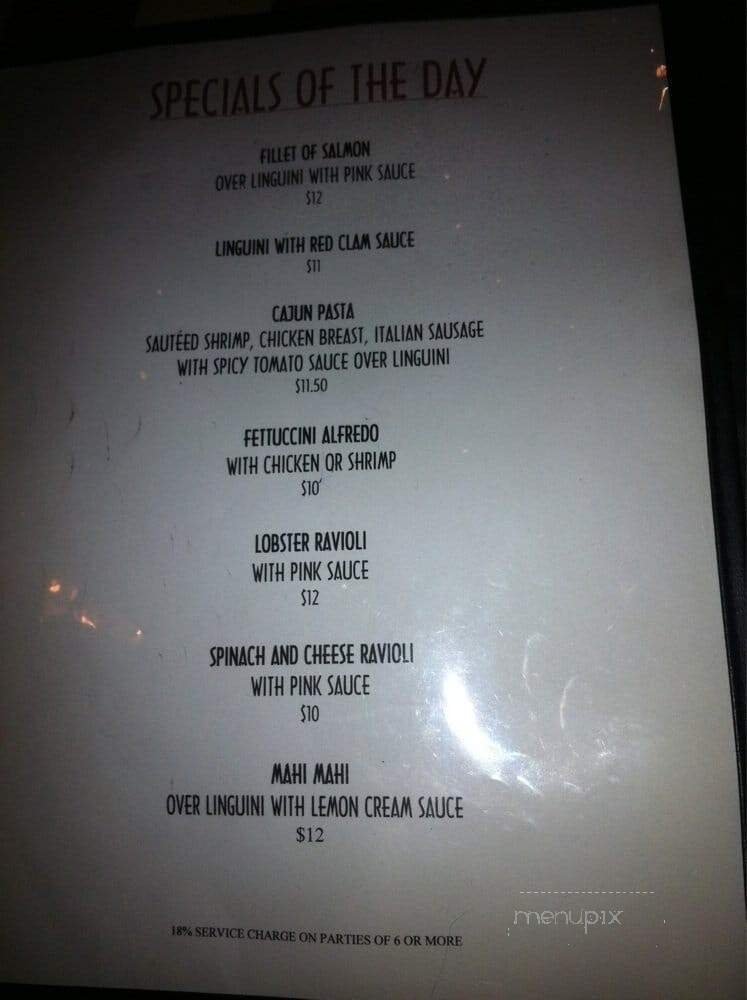 SPECIALS OF THE DAY
FILLET OF SALMON
OVER LINGUINI WITH PINK SAUCE
$12
LINGUINI WITH RED CLAM SAUCE
$11
CAJUN PASTA
SAUTÉED SHRIMP, CHICKEN BREAST, ITALIAN SAUSAGE
WITH SPICY TOMATO SAUCE OVER LINGUINI
$11.50
FETTUCCINI ALFREDO
WITH CHICKEN OR SHRIMP
$10
LOBSTER RAVIOLI
WITH PINK SAUCE
$12
SPINACH AND CHEESE RAVIOLI
WITH PINK SAUCE
$10
MAHI MAHI
OVER LINGUINI WITH LEMON CREAM SAUCE
$12
menupix
18% SERVICE CHARGE ON PARTIES OF 6 OR MORE